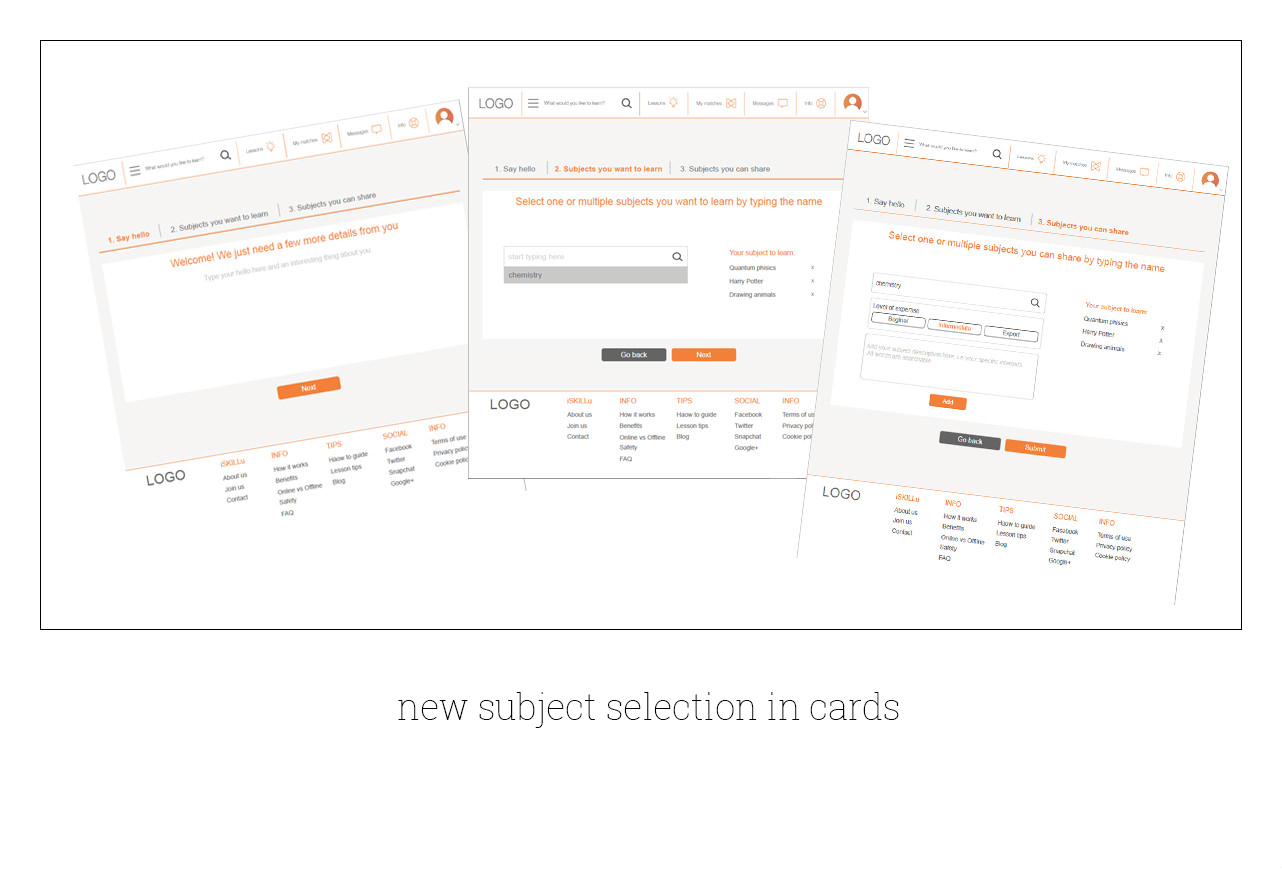 LOGO What would you like to learn? Lessons My matches Messages Info
1. Say hello 2. Subjects you want to learn 3. Subjects you can share
Welcome! We just need a few more details from you
Type your hello here and an interesting thing about you
Next
LOGO
iSKILLu
About us
Join us
Contact
INFO
How it works
Benefits
Online vs Offline
Safety
FAQ
TIPS
Haow to guide
Lesson tips
Blog
SOCIAL
Facebook
Twitter
Snapchat
Google+
INFO
Terms of use
Privacy policy
Cookie polic
LOGO What would you like to learn? Lessons My matches Messages Info
1. Say hello 2. Subjects you want to learn 3. Subjects you can share
Select one or multiple subjects you want to learn by typing the name
start typing here
chemistry
Your subject to learn:
Quantum phisics x
Harry Potter x
Drawing animals x
Go back Next
LOGO
iSKILLu
About us
Join us
Contact
INFO
How it works
Benefits
Online vs Offline
Safety
FAQ
TIPS
Haow to guide
Lesson tips
Blog
SOCIAL
Facebook
Twitter
Snapchat
Google+
INFO
Terms of us
Privacy pol
Cookie pol
LOGO What would you like to learn? Lessons My matches Messages Info
1. Say hello 2. Subjects you want to learn 3. Subjects you can share
Select one or multiple subjects you can share by typing the name
chemistry
Level of expertise
Beginer Intermediate Expert
Add your subject description here, i.e your specific interests.
All words are searchable
Add
Your subject to learn:
Quantum phisics x
Harry Potter x
Drawing animals x
Go back Submit
LOGO
iSKILLu
About us
Join us
Contact
INFO
How it works
Benefits
Online vs Offline
Safety
FAQ
TIPS
Haow to guide
Lesson tips
Blog
SOCIAL
Facebook
Twitter
Snapchat
Google+
INFO
Terms of use
Privacy policy
Cookie policy
new subject selection in cards